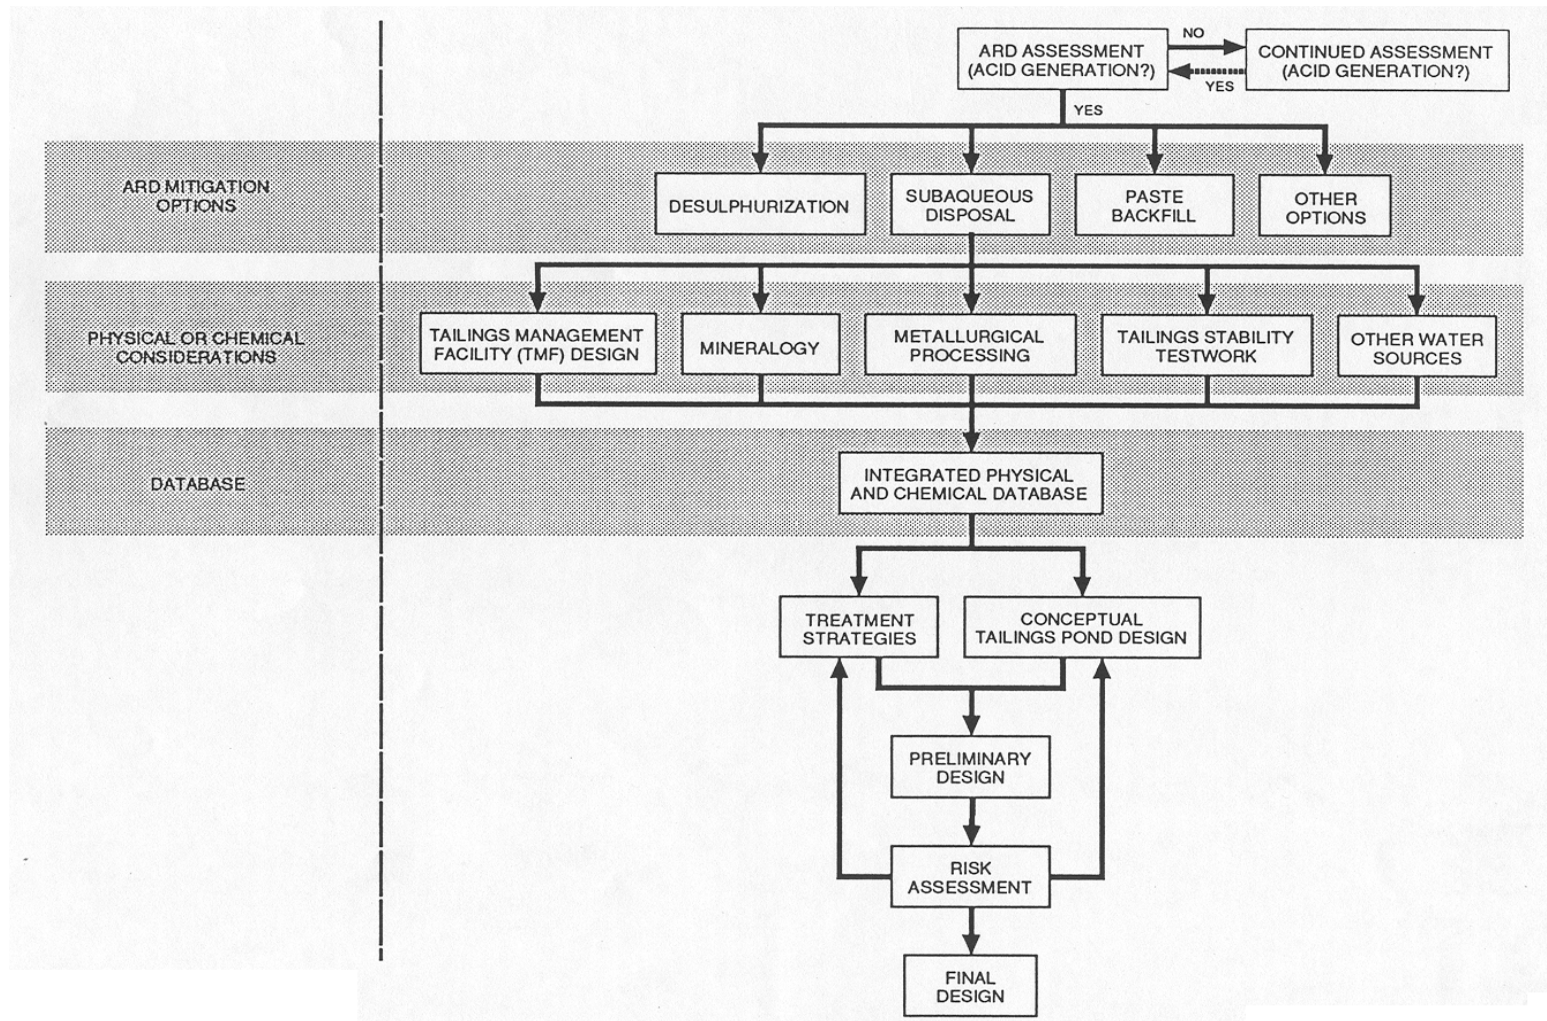 ARD ASSESSMENT
(ACID GENERATION?)
NO
YES
CONTINUED ASSESSMENT
(ACID GENERATION?)
YES
ARD MITIGATION
OPTIONS
DESULPHURIZATION
SUBAQUEOUS
DISPOSAL
PASTE
BACKFILL
OTHER
OPTIONS
PHYSICAL OR CHEMICAL
CONSIDERATIONS
TAILINGS MANAGEMENT
FACILITY (TMF) DESIGN
MINERALOGY
METALLURGICAL
PROCESSING
TAILINGS STABILITY
TESTWORK
OTHER WATER
SOURCES
DATABASE
INTEGRATED PHYSICAL
AND CHEMICAL DATABASE
TREATMENT
STRATEGIES
CONCEPTUAL
TAILINGS POND DESIGN
PRELIMINARY
DESIGN
RISK
ASSESSMENT
FINAL
DESIGN